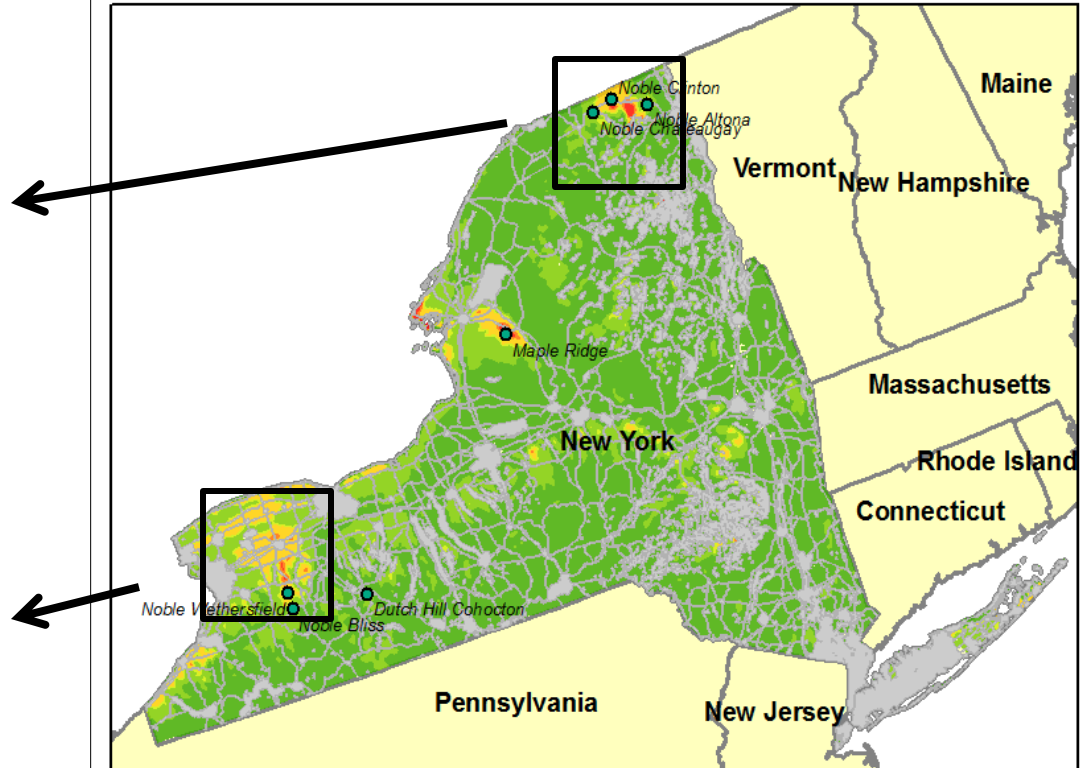 Noble Clinton
Maine
Noble Altona
Noble Chateaugay
Vermont
New Hampshire
Maple Ridge
Massachusetts
New York
Rhode Island
Connecticut
Noble Wethersfield
Dutch Hill Cohocton
Noble Bliss
Pennsylvania
New Jersey